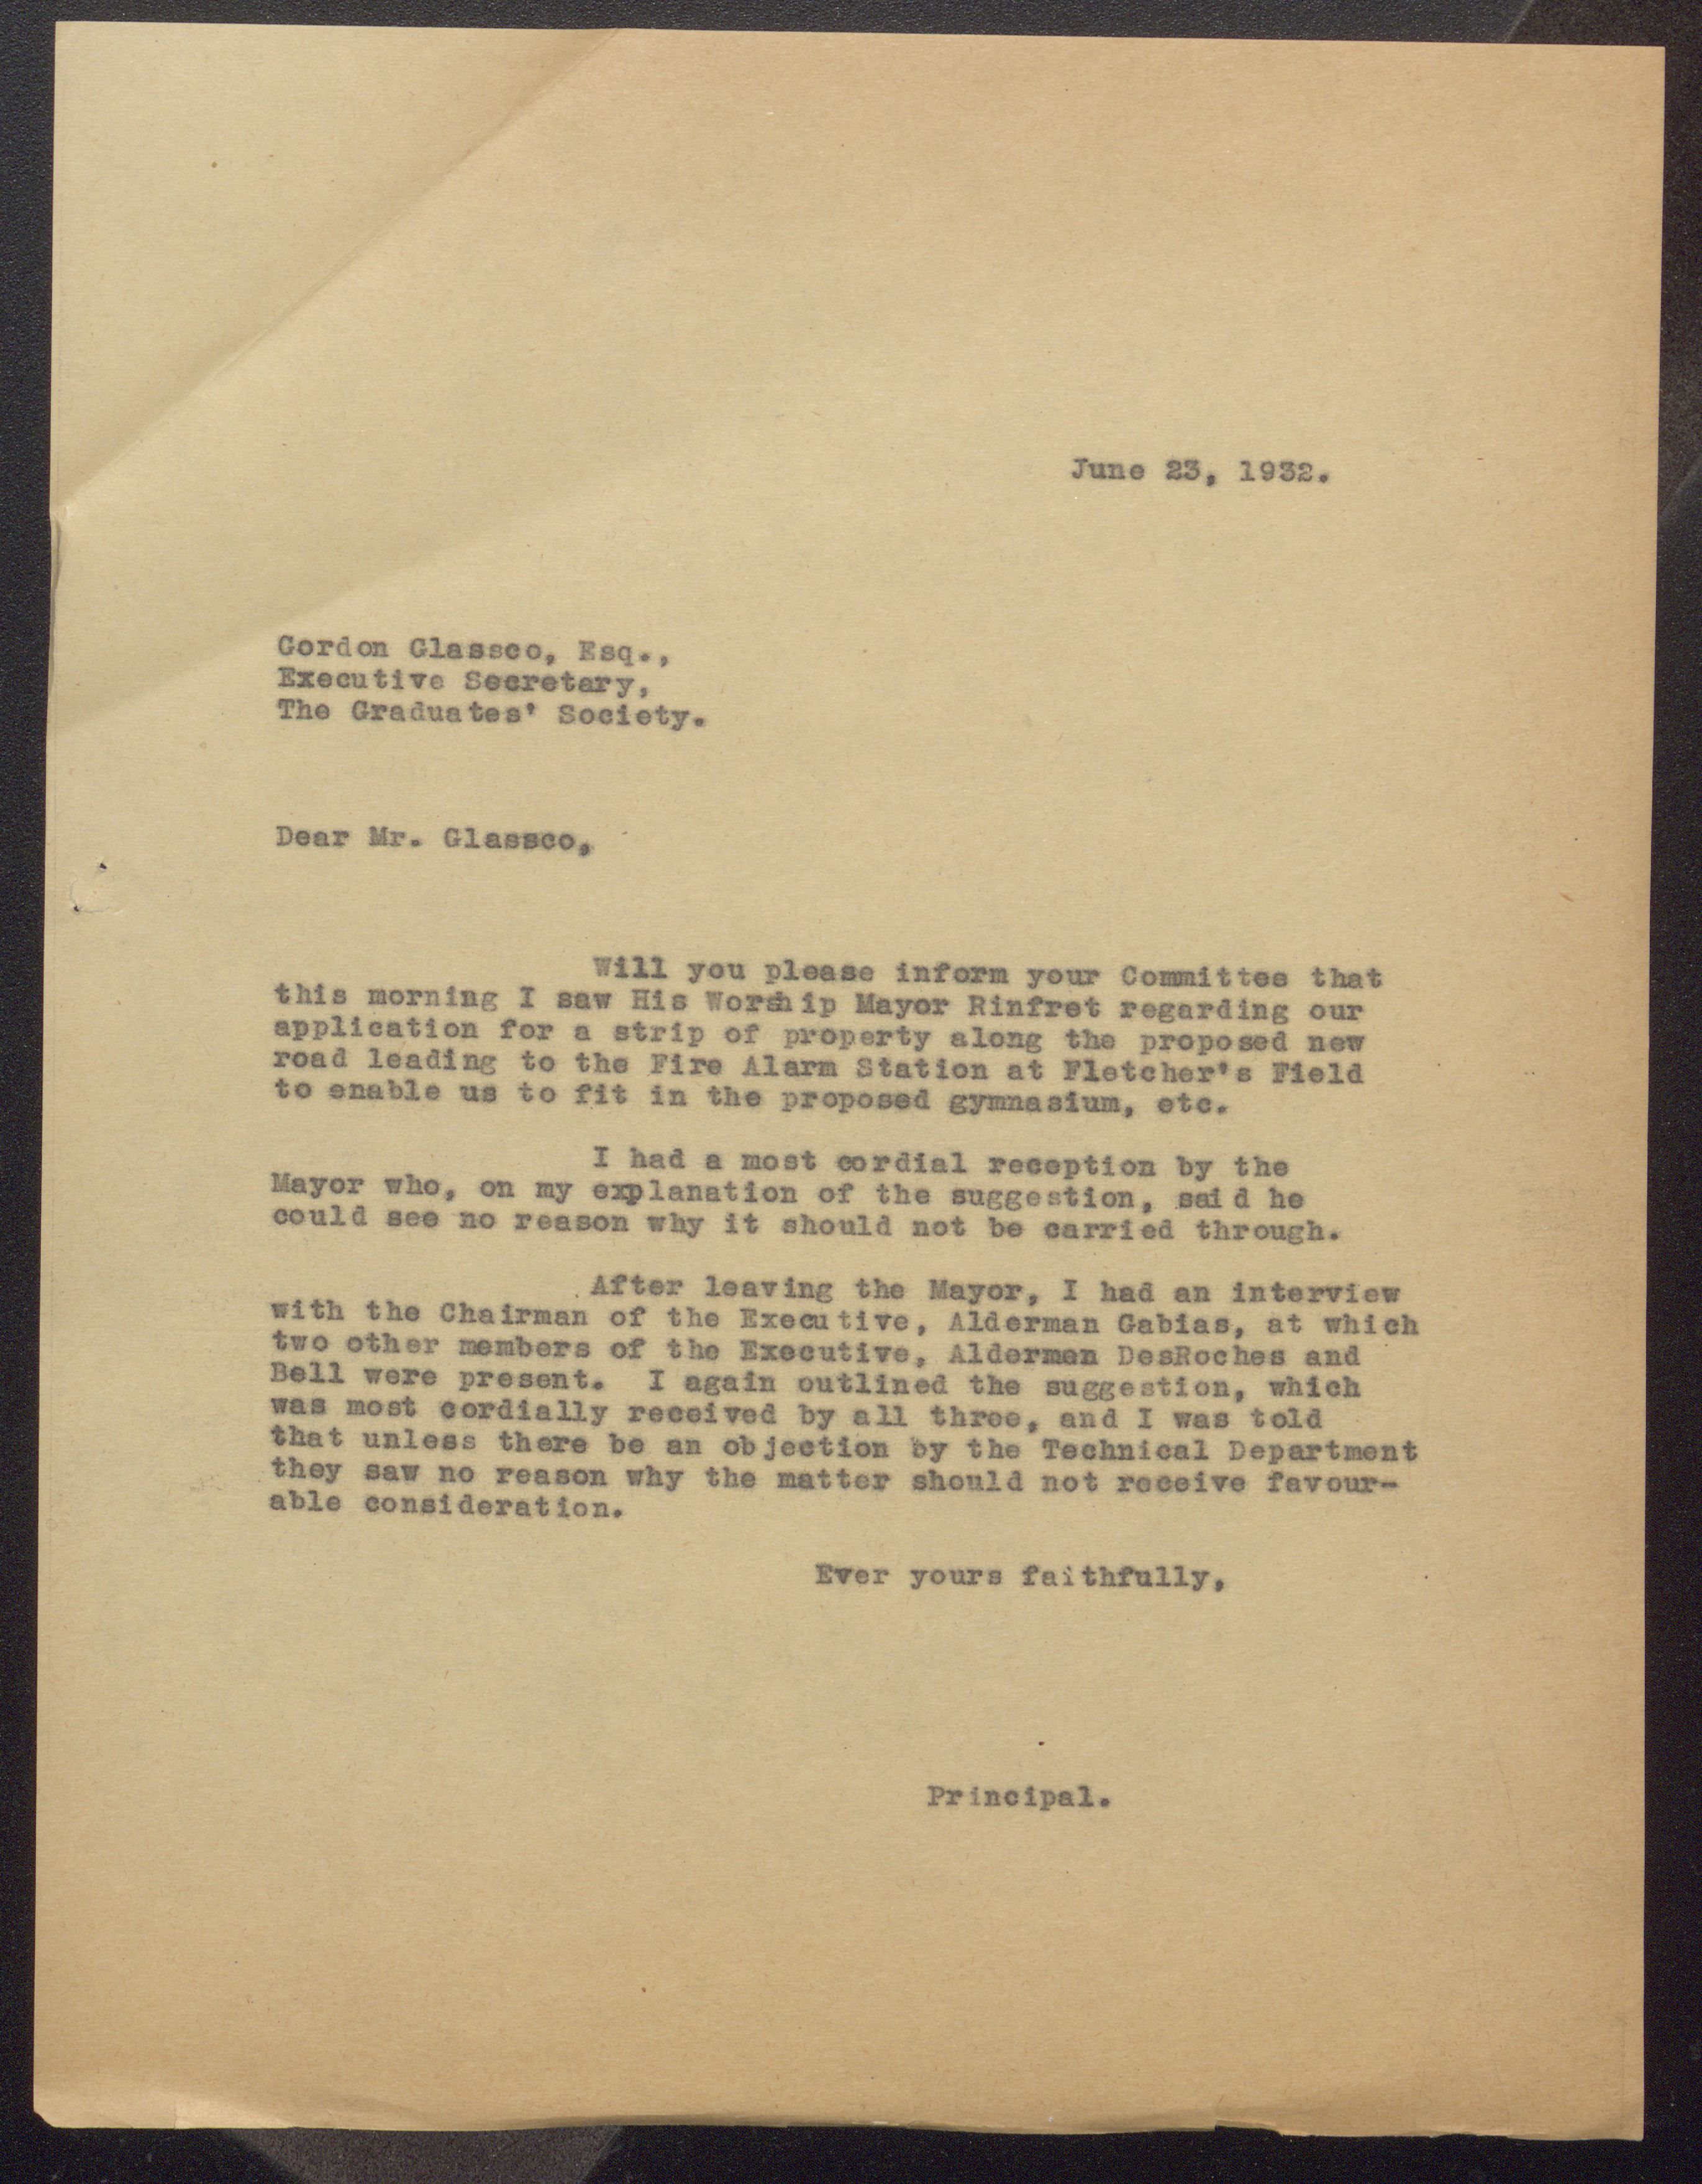 June 23, 1932.
Gordon Glassco, Esq.,
Executive Secretary,
The Graduates' Society.
Dear Mr. Glassco,
Will you please inform your Committee that
this morning I saw His Worship Mayor Rinfret regarding our
application for a strip of property along the proposed new
road leading to the Fire Alarm Station at Fletcher's Field
to enable us to fit in the proposed gymnasium, etc.
I had a most cordial reception by the
Mayor who, on my explanation of the suggestion, said he
could see no reason why it should not be carried through.
After leaving the Mayor, I had an interview
with the Chairman of the Executive, Alderman Gabias, at which
two other members of the Executive, Aldermen DesRoches and
Bell were present. I again outlined the suggestion, which
was most cordially received by all three, and I was told
that unless there be an objection by the Technical Department
they saw no reason why the matter should not receive favour-
able consideration.
Ever yours faithfully,
Principal.